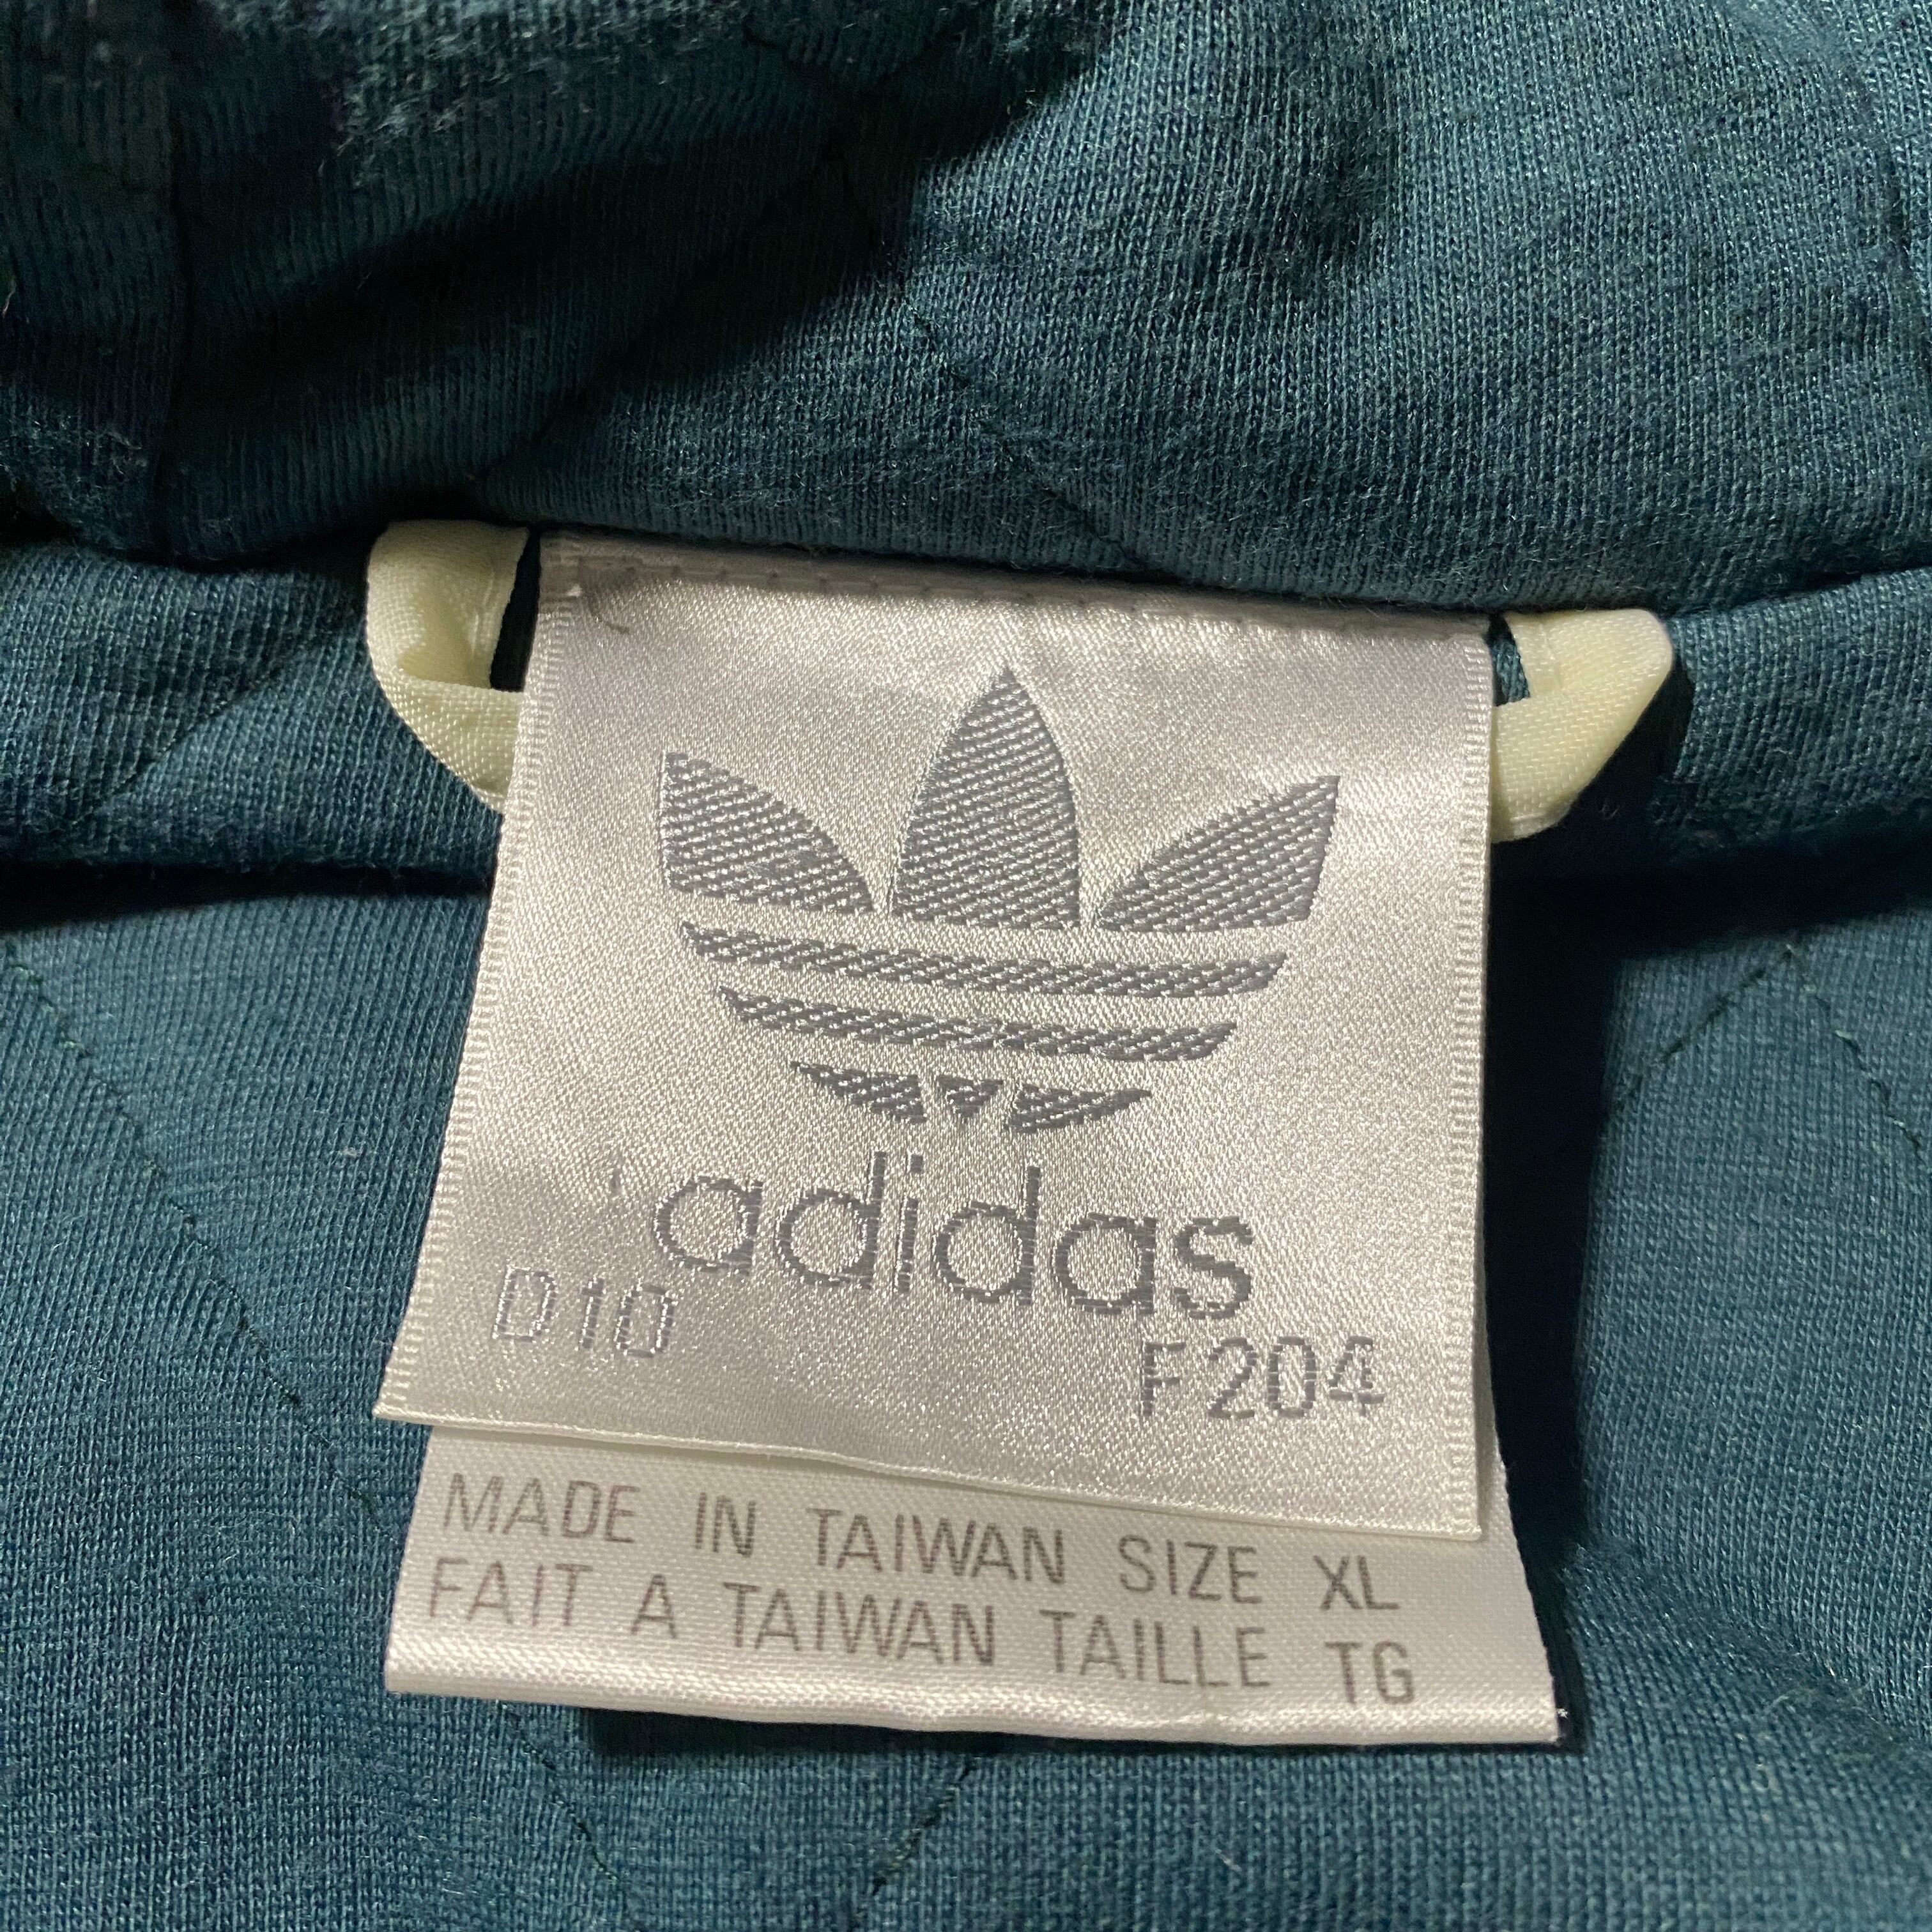 adidas
D10 F204
MADE IN TAIWAN SIZE XL
FAIT A TAIWAN TAILLE TG